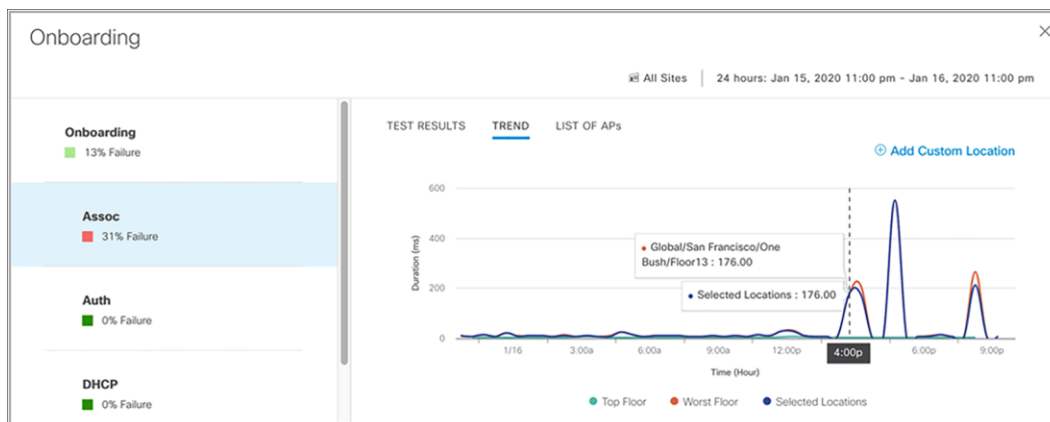 Onboarding
All Sites
24 hours: Jan 15, 2020 11:00 pm - Jan 16, 2020 11:00 pm
Onboarding
13% Failure
Assoc
31% Failure
Auth
0% Failure
DHCP
0% Failure
TEST RESULTS
TREND
LIST OF APs
Add Custom Location
600
400
200
0
Duration (ms)
Global/San Francisco/One
Bush/Floor13 : 176.00
Selected Locations : 176.00
1/16
3:00a
6:00a
9:00a
12:00p
4:00p
6:00p
9:00p
Time (Hour)
Top Floor
Worst Floor
Selected Locations